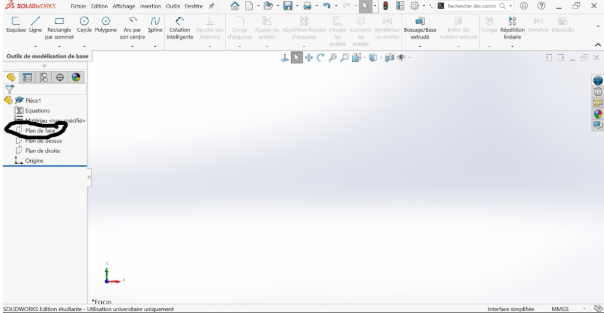 SOLIDWORKS Fichier Edition Affichage Insertion Outils Fenêtre Rechercher des comm
Esquisse Ligne Rectangle par sommet Cercle Polygone Arc par son centre Spline Cotation intelligente Ajuster des relations Congé d'esquisse Ajuster les entités Répétition linéaire d'esquisse Décaler les entités Convertir les entités Symétriser les entités Bossage/Base extrudé Enlèv. de matière extrudé Congé Répétition linéaire Symétrie Dépouille
Outils de modélisation de base
Pièce1
Equations
Matériau <non spécifié>
Plan de face
Plan de dessus
Plan de droite
Origine
Y
X
*Face
SOLIDWORKS Edition étudiante - Utilisation universitaire uniquement Interface simplifiée MMGS